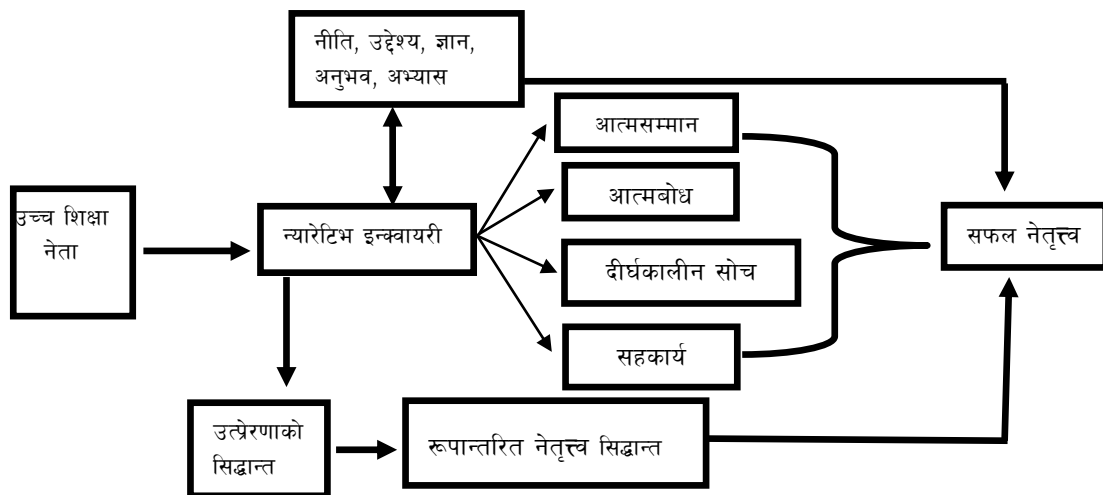 नीति, उद्देश्य, ज्ञान,
अनुभव, अभ्यास
आत्मसम्मान
आत्मबोध
उच्च शिक्षा
नेता
न्यारेटिभ इन्क्वायरी
सफल नेतृत्त्व
दीर्घकालीन सोच
सहकार्य
उत्प्रेरणाको
सिद्धान्त
रूपान्तरित नेतृत्त्व सिद्धान्त